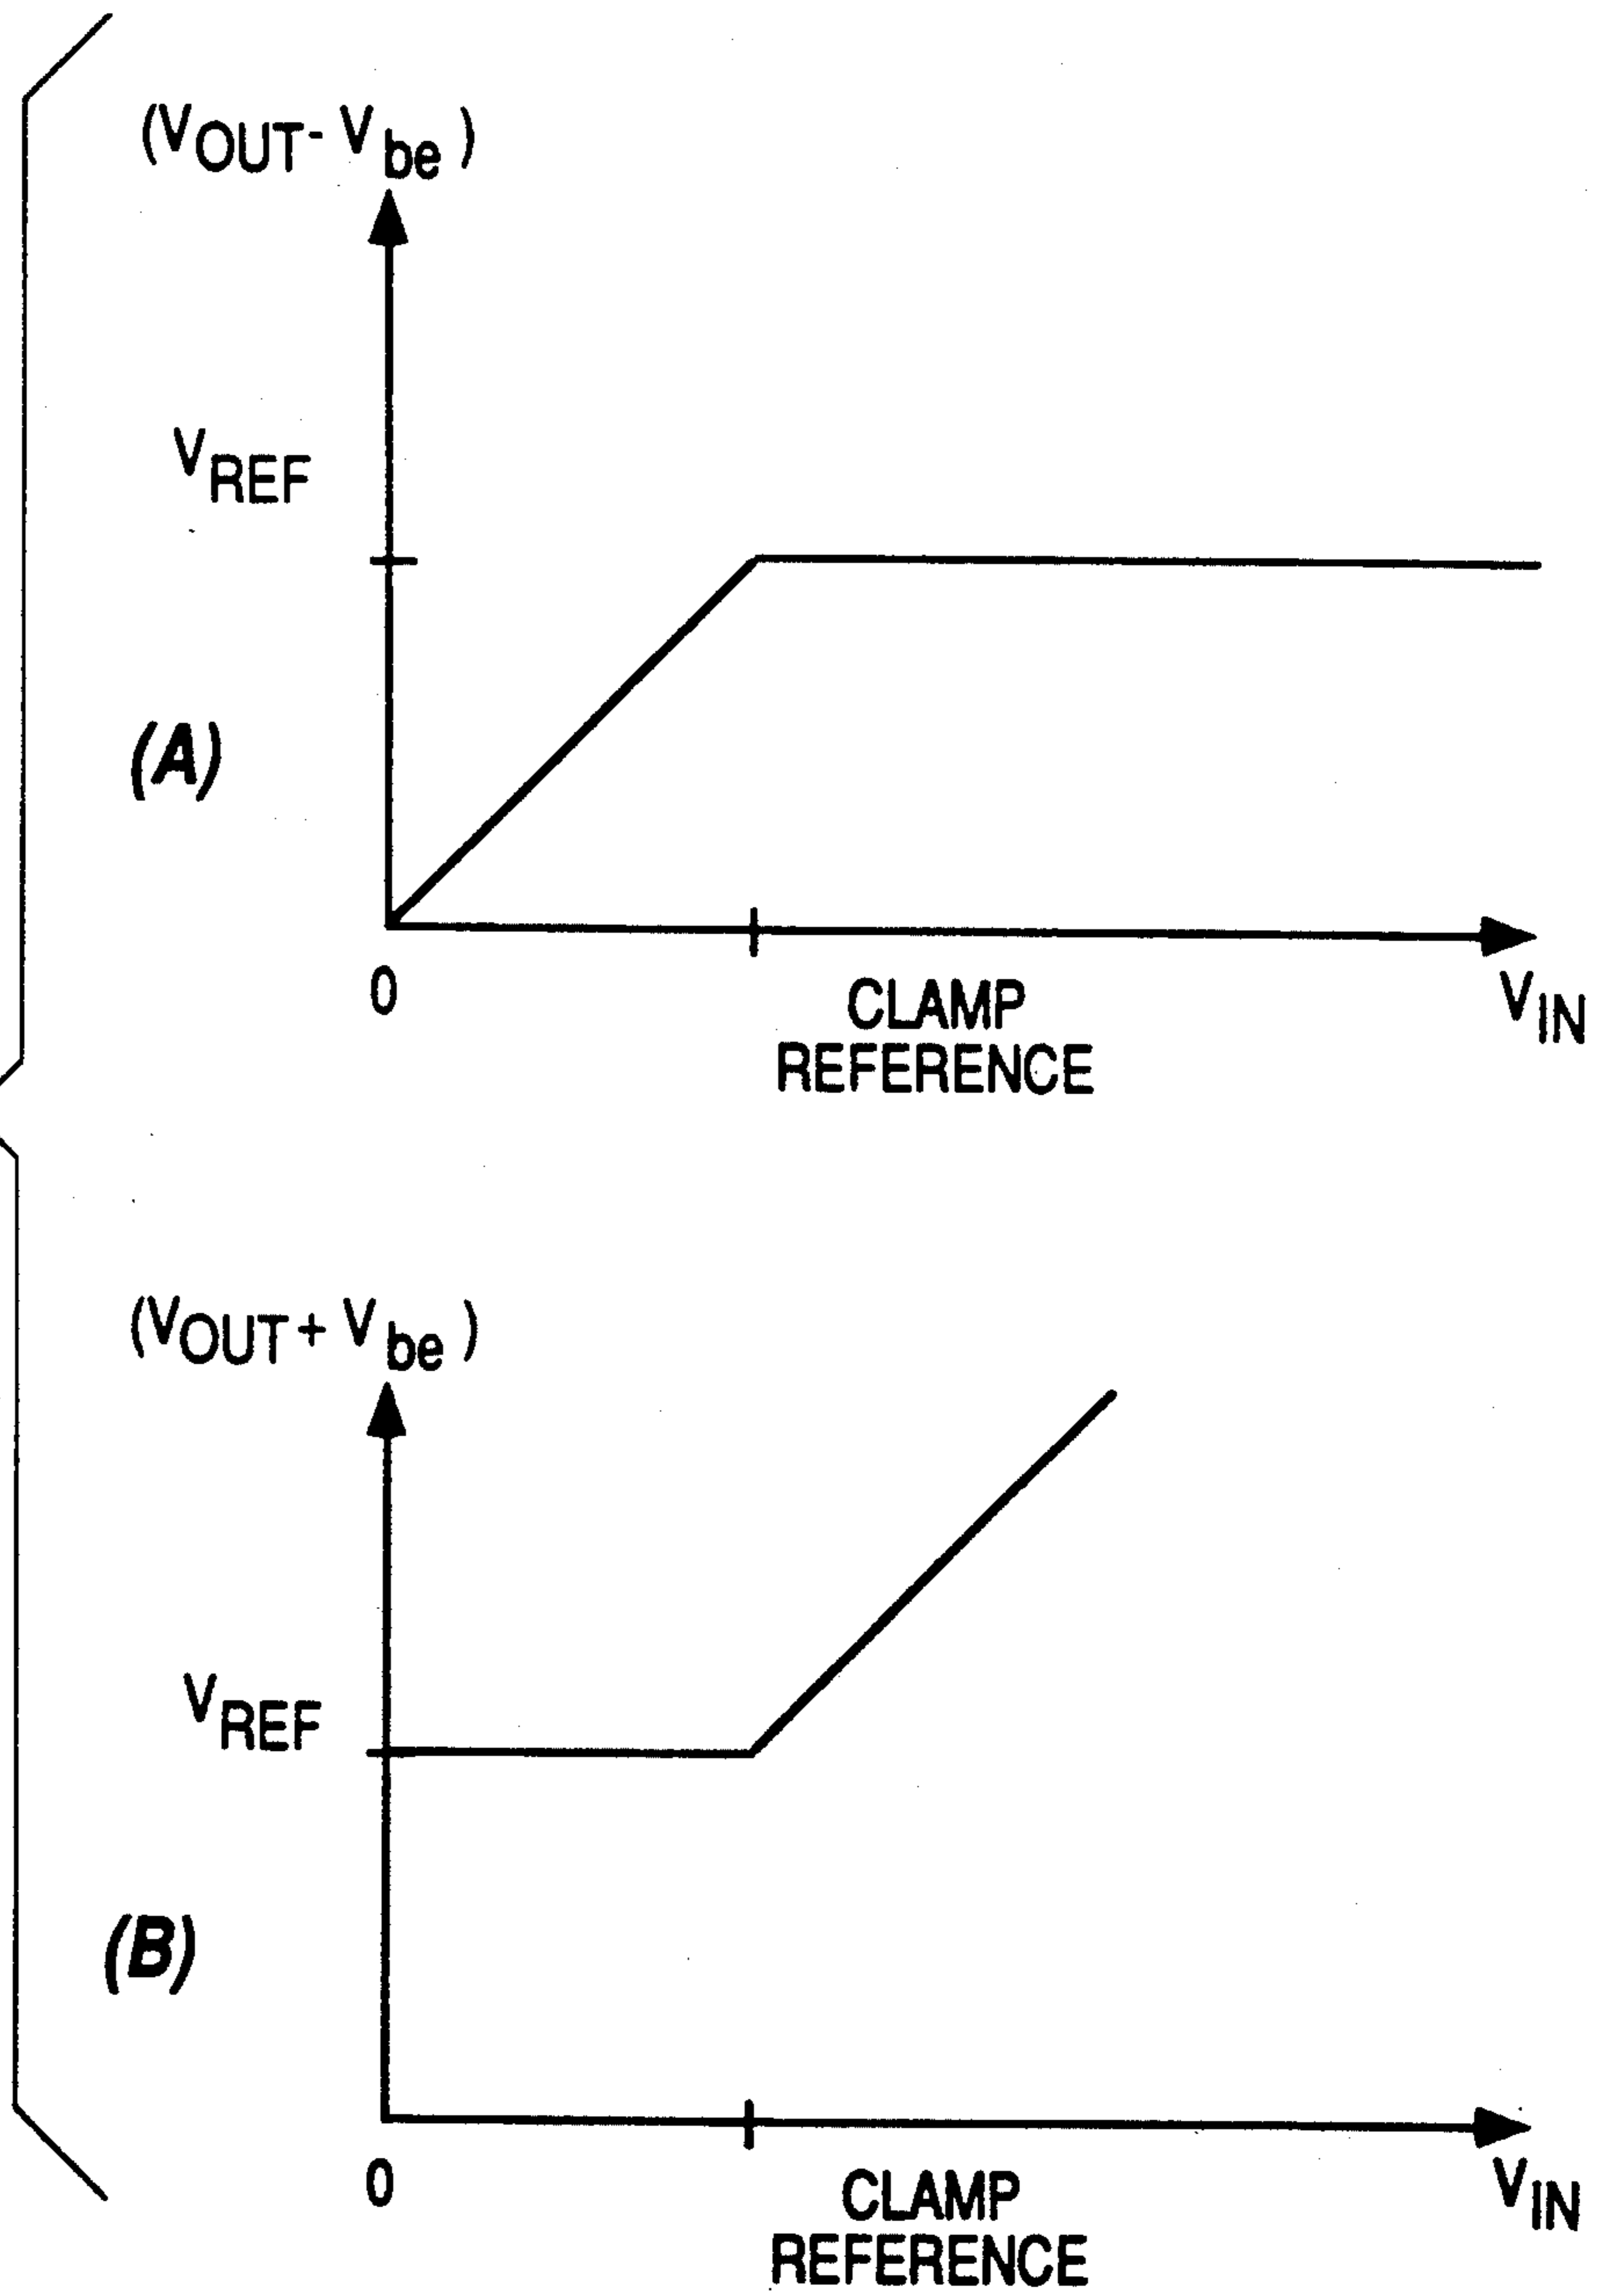 (VOUT- Vbe )
VREF
(A)
0
CLAMP
REFERENCE
VIN
(VOUT+ Vbe )
VREF
(B)
0
CLAMP
REFERENCE
VIN